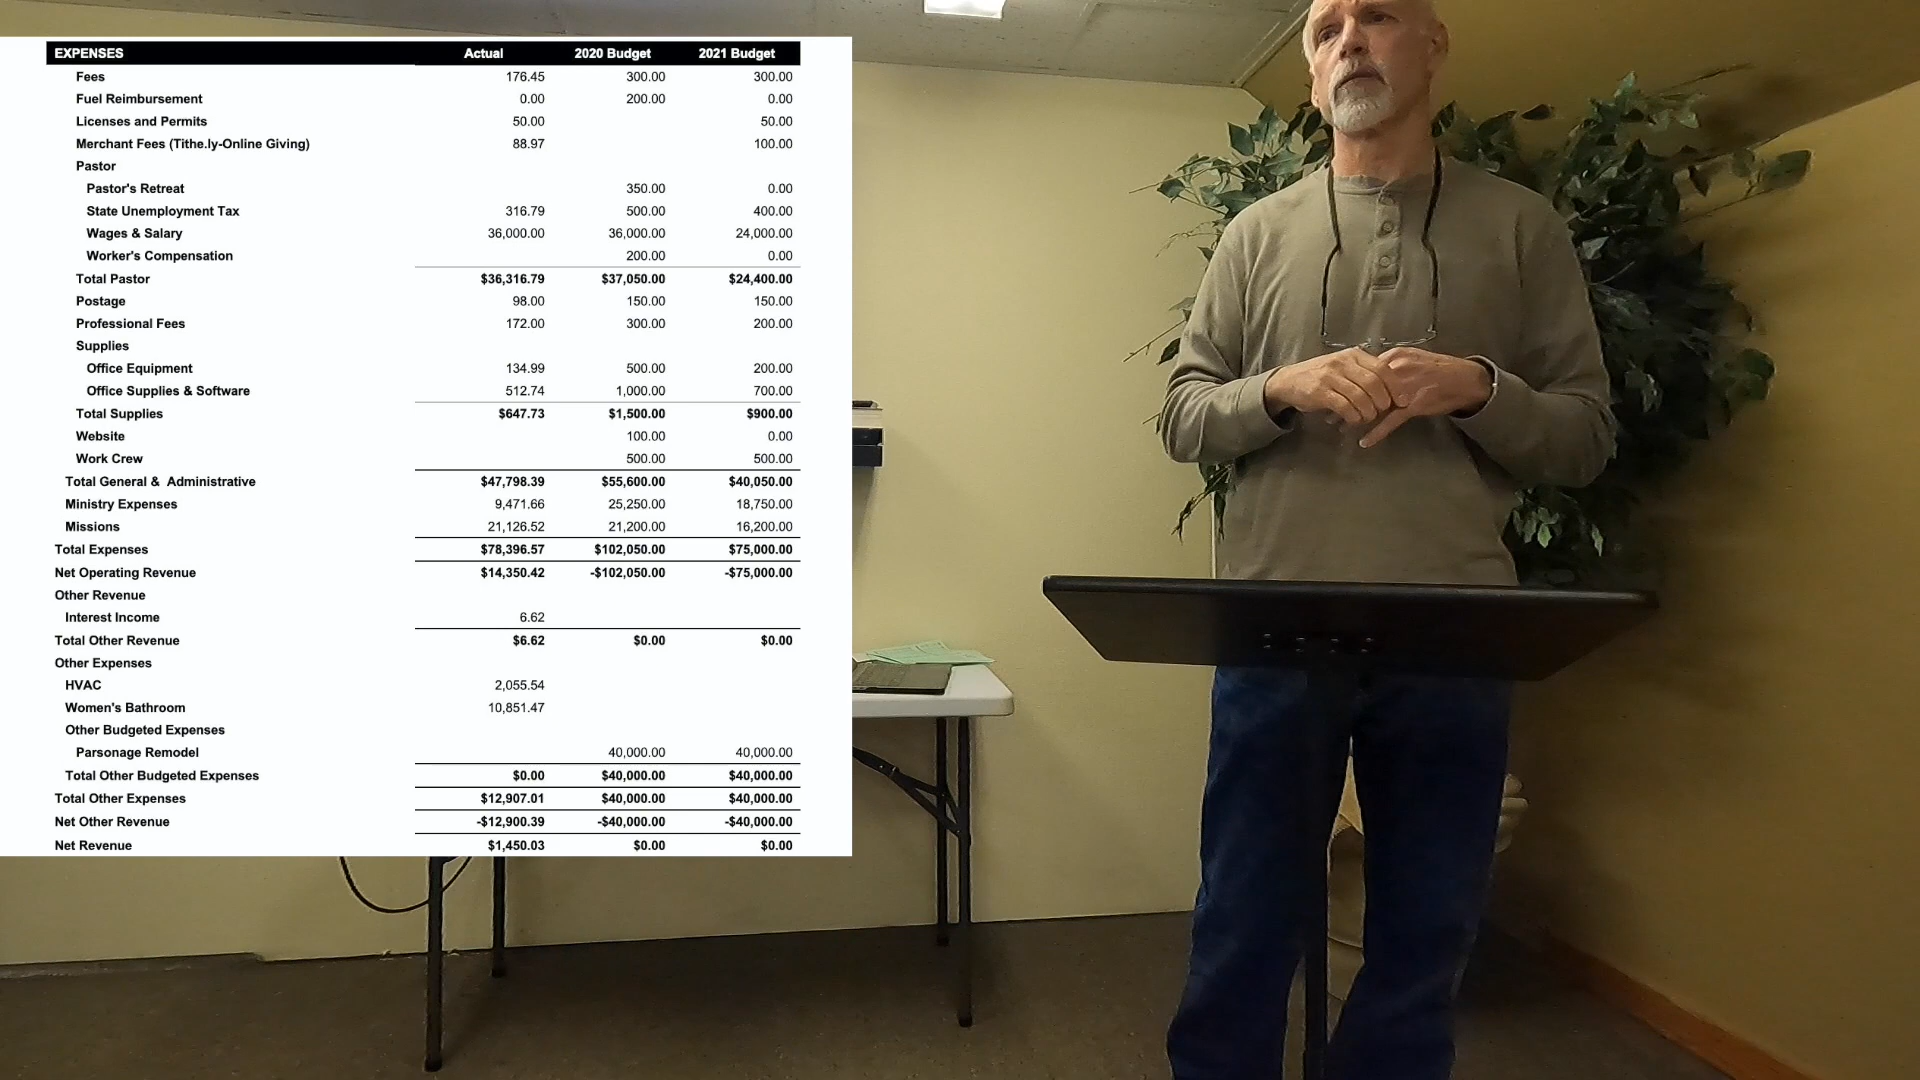 EXPENSES Actual 2020 Budget 2021 Budget
Fees 176.45 300.00 300.00
Fuel Reimbursement 0.00 200.00 0.00
Licenses and Permits 50.00 50.00
Merchant Fees (Tithe.ly-Online Giving) 88.97 100.00
Pastor
Pastor's Retreat 350.00 0.00
State Unemployment Tax 316.79 500.00 400.00
Wages & Salary 36,000.00 36,000.00 24,000.00
Worker's Compensation 200.00 0.00
Total Pastor $36,316.79 $37,050.00 $24,400.00
Postage 98.00 150.00 150.00
Professional Fees 172.00 300.00 200.00
Supplies
Office Equipment 134.99 500.00 200.00
Office Supplies & Software 512.74 1,000.00 700.00
Total Supplies $647.73 $1,500.00 $900.00
Website 100.00 0.00
Work Crew 500.00 500.00
Total General & Administrative $47,798.39 $55,600.00 $40,050.00
Ministry Expenses 9,471.66 25,250.00 18,750.00
Missions 21,126.52 21,200.00 16,200.00
Total Expenses $78,396.57 $102,050.00 $75,000.00
Net Operating Revenue $14,350.42 -$102,050.00 -$75,000.00
Other Revenue
Interest Income 6.62
Total Other Revenue $6.62 $0.00 $0.00
Other Expenses
HVAC 2,055.54
Women's Bathroom 10,851.47
Other Budgeted Expenses
Parsonage Remodel 40,000.00 40,000.00
Total Other Budgeted Expenses $0.00 $40,000.00 $40,000.00
Total Other Expenses $12,907.01 $40,000.00 $40,000.00
Net Other Revenue -$12,900.39 -$40,000.00 -$40,000.00
Net Revenue $1,450.03 $0.00 $0.00